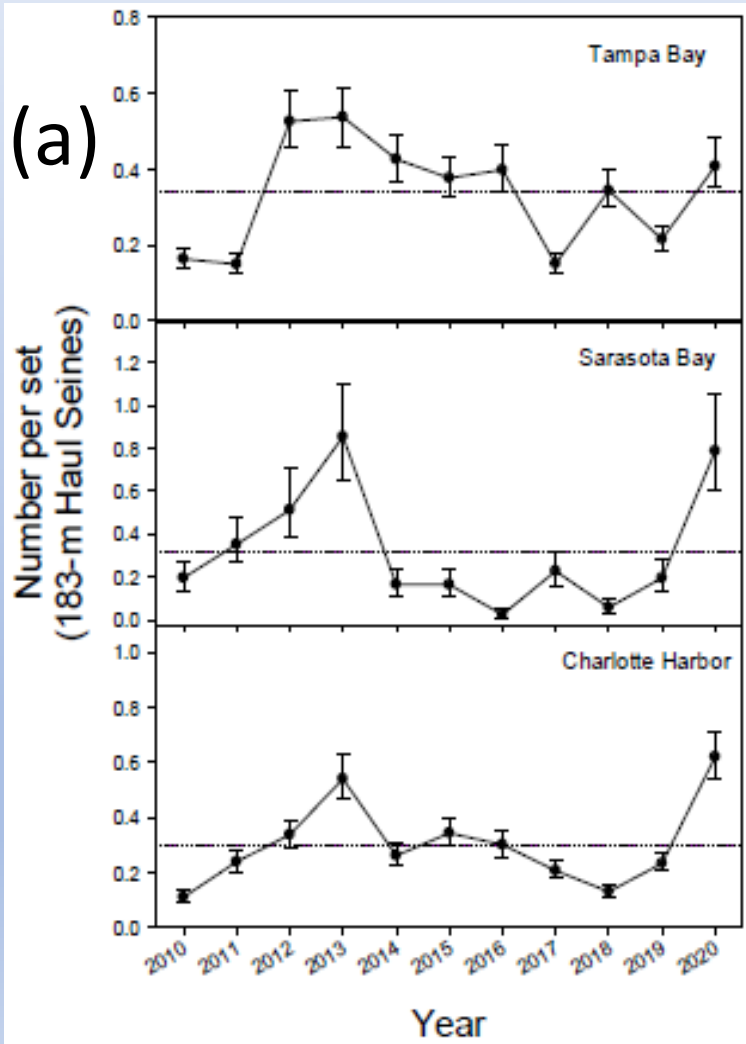 (a)
Number per set
(183-m Haul Seines)
Tampa Bay
0.8
0.6
0.4
0.2
0.0
Sarasota Bay
1.2
1.0
0.8
0.6
0.4
0.2
0.0
Charlotte Harbor
1.0
0.8
0.6
0.4
0.2
0.0
2010 2011 2012 2013 2014 2015 2016 2017 2018 2019 2020
Year